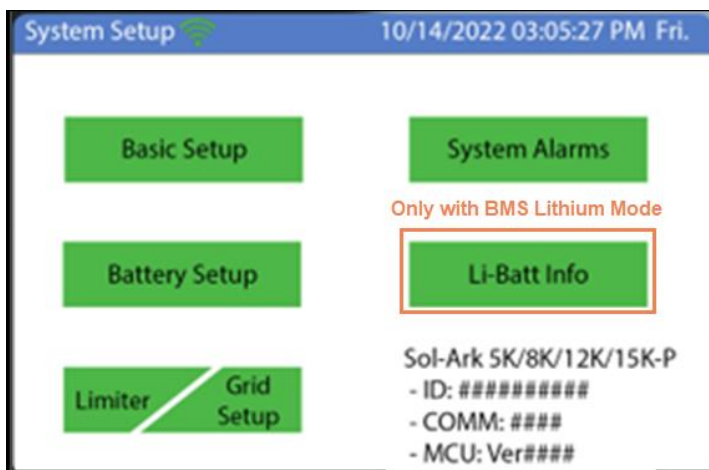 System Setup
10/14/2022 03:05:27 PM Fri.
Basic Setup
System Alarms
Only with BMS Lithium Mode
Battery Setup
Li-Batt Info
Limiter
Grid
Setup
Sol-Ark 5K/8K/12K/15K-P
- ID: ##########
- COMM: ####
- MCU: Ver####